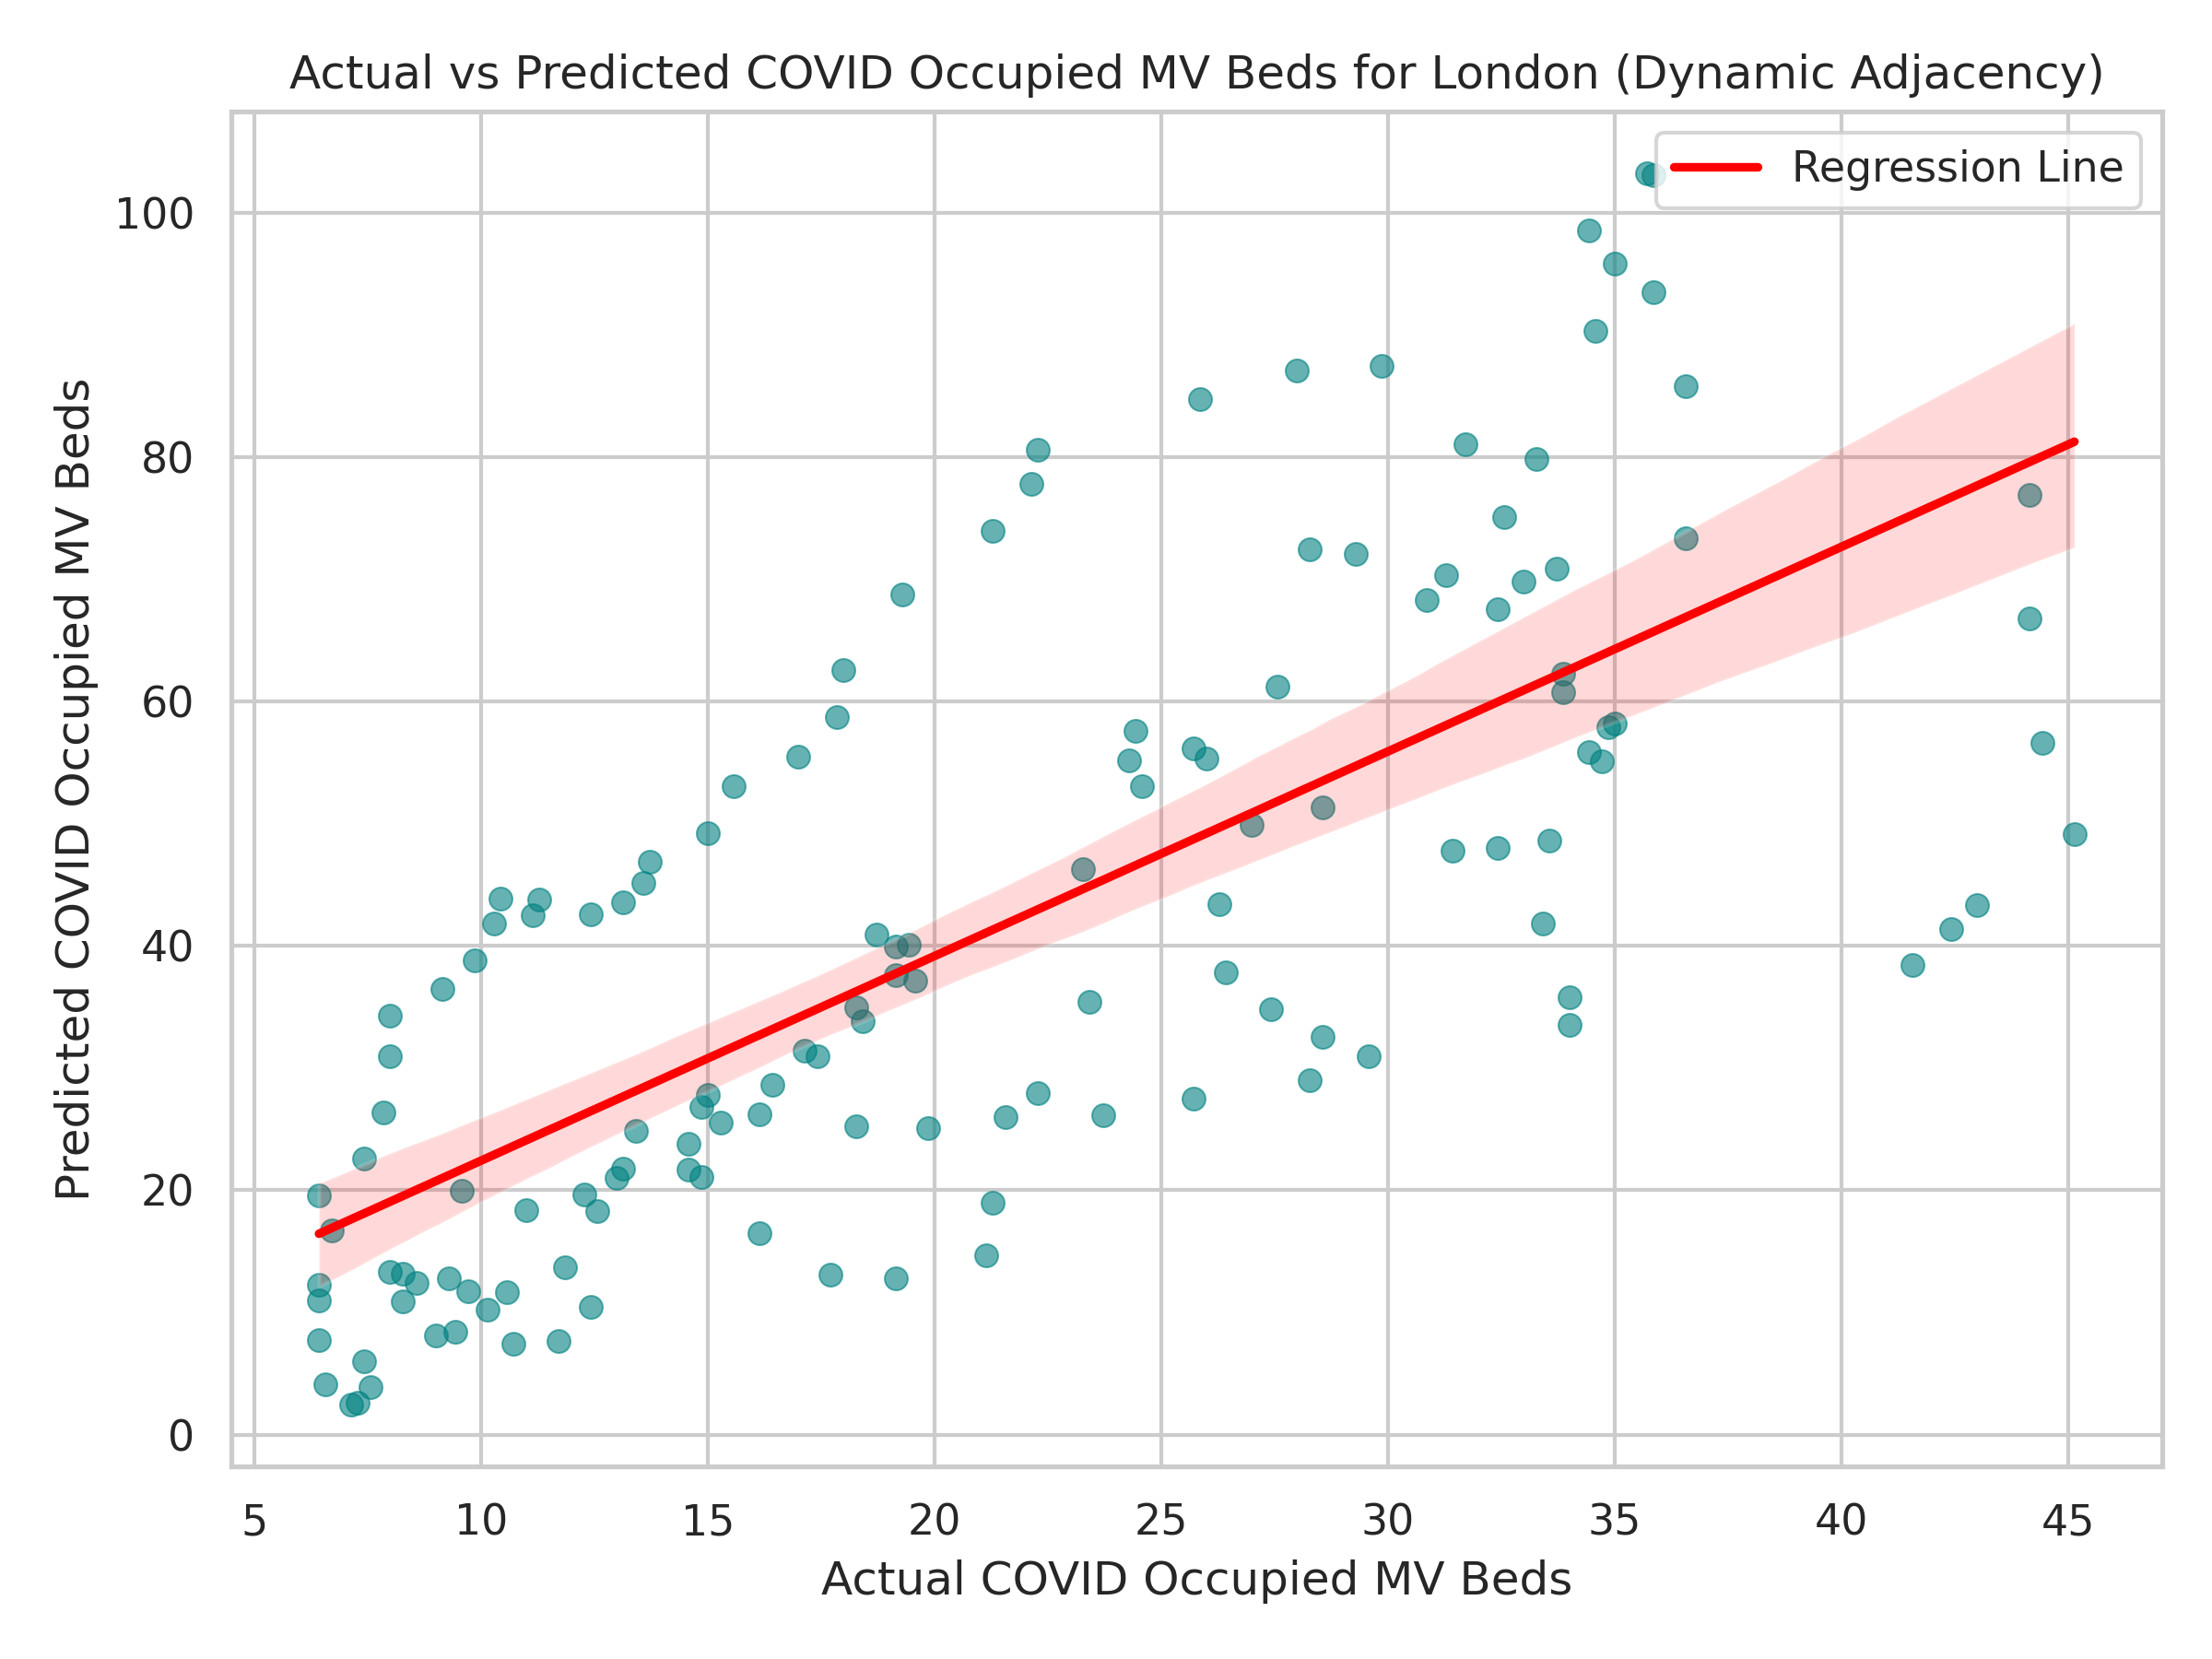 Actual vs Predicted COVID Occupied MV Beds for London (Dynamic Adjacency)
Regression Line
Predicted COVID Occupied MV Beds
100
80
60
40
20
0
5 10 15 20 25 30 35 40 45
Actual COVID Occupied MV Beds